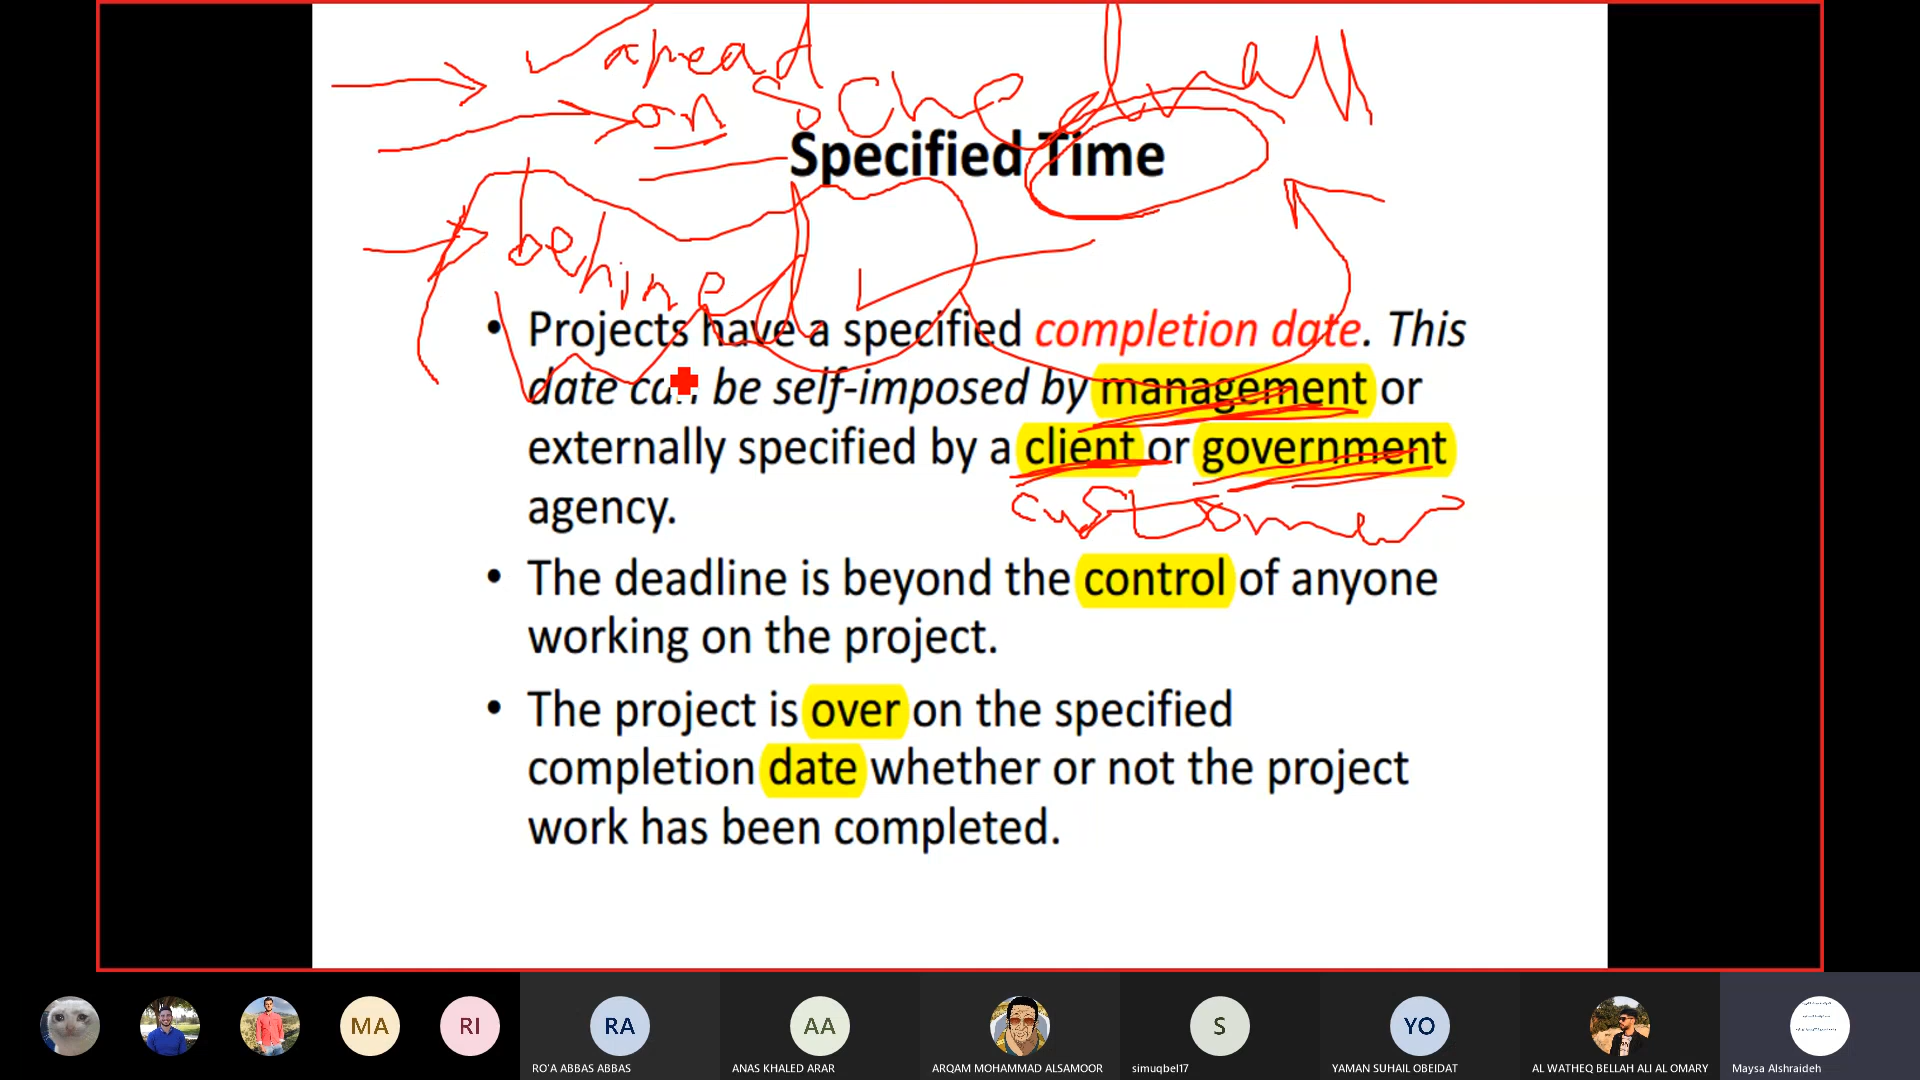 ahead
on scheduall
Specified Time
behined
• Projects have a specified completion date. This
date can be self-imposed by management or
externally specified by a client or government
customer
agency.
• The deadline is beyond the control of anyone
working on the project.
• The project is over on the specified
completion date whether or not the project
work has been completed.
MA RI RA AA S YO
RO'A ABBAS ABBAS ANAS KHALED ARAR ARQAM MOHAMMAD ALSAMOOR simuqbel17 YAMAN SUHAIL OBEIDAT AL WATHEQ BELLAH ALI AL OMARY Maysa Alshraideh